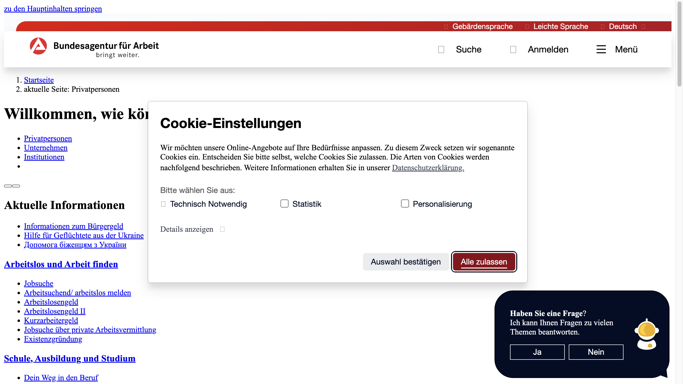 zu den Hauptinhalten springen
Gebärdensprache Leichte Sprache Deutsch
Bundesagentur für Arbeit
bringt weiter.
Suche Anmelden Menü
1. Startseite
2. aktuelle Seite: Privatpersonen
Willkommen, wie kö
Privatpersonen
Unternehmen
Institutionen
Aktuelle Informationen
Informationen zum Bürgergeld
Hilfe für Geflüchtete aus der Ukraine
Допомога біженцям з України
Arbeitslos und Arbeit finden
Jobsuche
Arbeitsuchend/ arbeitslos melden
Arbeitslosengeld
Arbeitslosengeld II
Kurzarbeitergeld
Jobsuche über private Arbeitsvermittlung
Existenzgründung
Schule, Ausbildung und Studium
Dein Weg in den Beruf
Cookie-Einstellungen
Wir möchten unsere Online-Angebote auf Ihre Bedürfnisse anpassen. Zu diesem Zweck setzen wir sogenannte
Cookies ein. Entscheiden Sie bitte selbst, welche Cookies Sie zulassen. Die Arten von Cookies werden
nachfolgend beschrieben. Weitere Informationen erhalten Sie in unserer Datenschutzerklärung.
Bitte wählen Sie aus:
Technisch Notwendig Statistik Personalisierung
Details anzeigen
Auswahl bestätigen Alle zulassen
Haben Sie eine Frage?
Ich kann Ihnen Fragen zu vielen
Themen beantworten.
Ja Nein